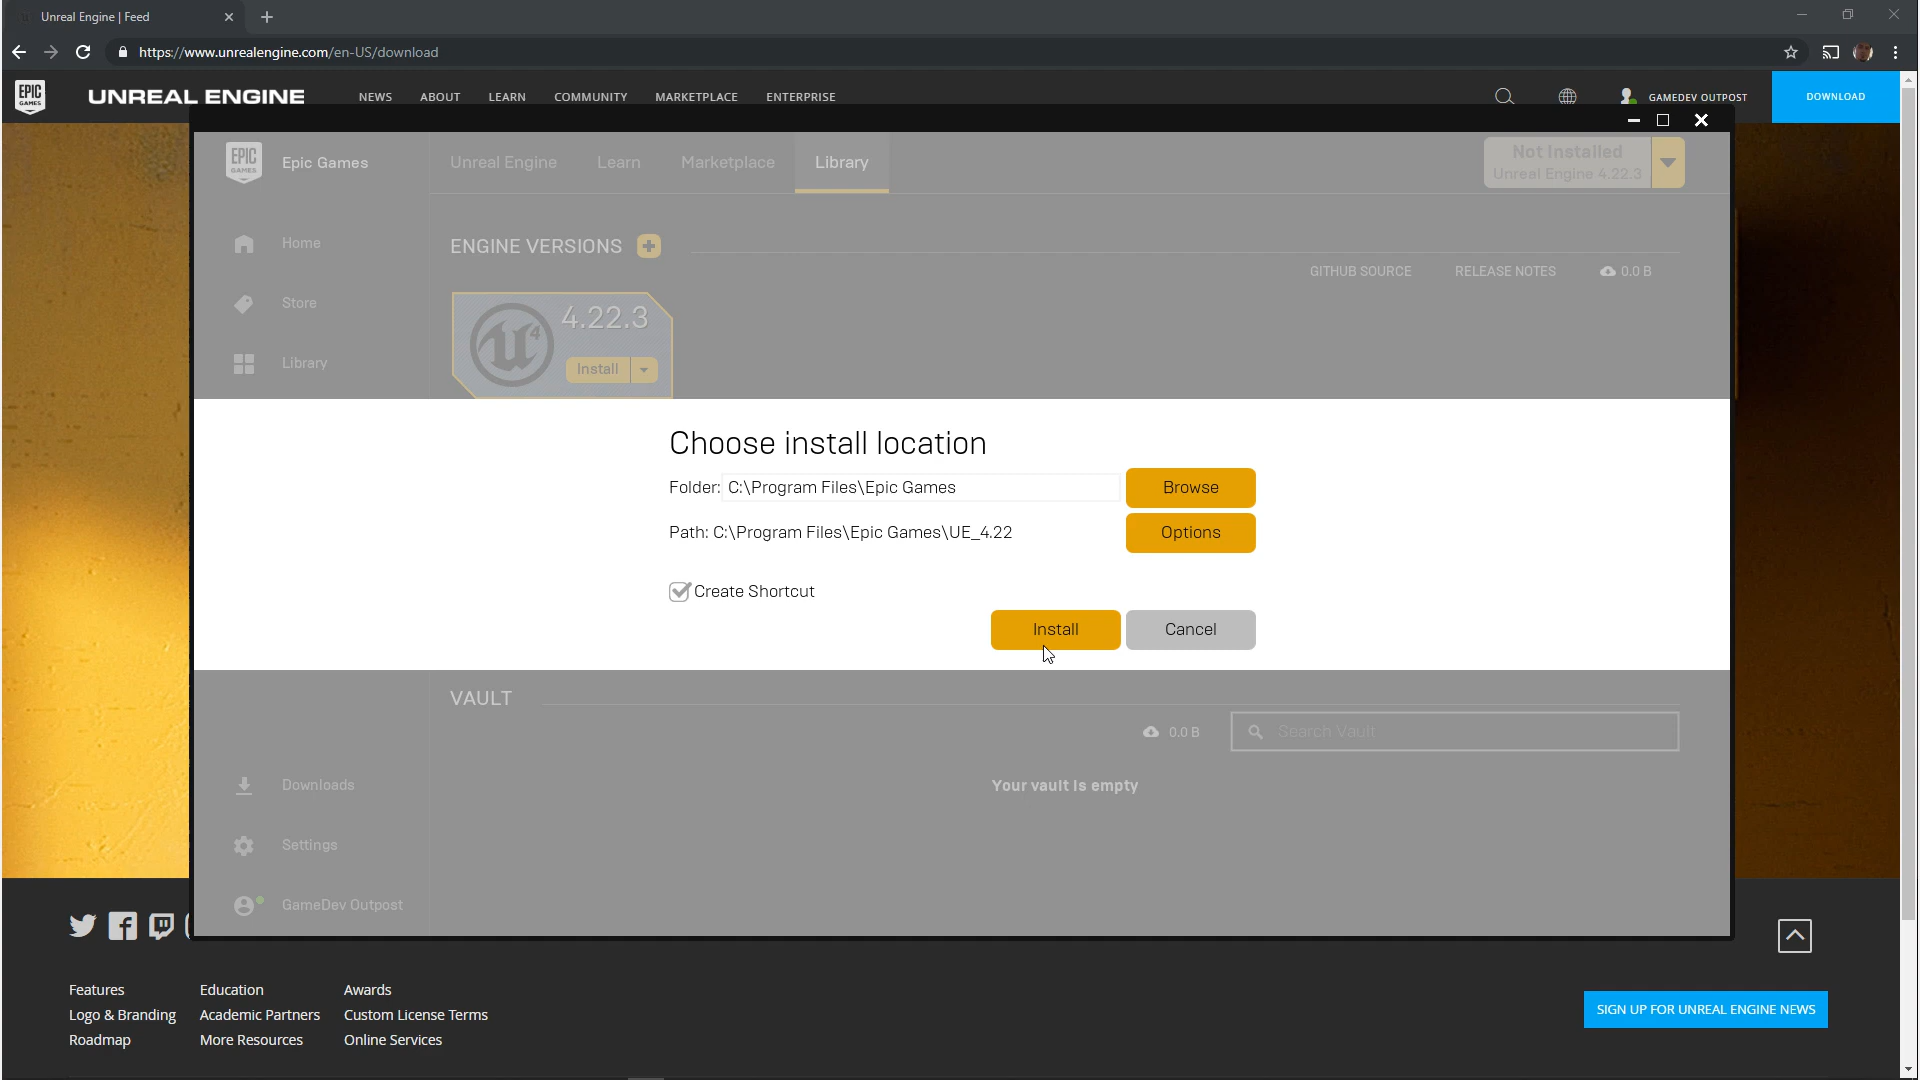 Unreal Engine | Feed
https://www.unrealengine.com/en-US/download
EPIC GAMES
UNREAL ENGINE
NEWS ABOUT LEARN COMMUNITY MARKETPLACE ENTERPRISE
GAMEDEV OUTPOST
DOWNLOAD
EPIC GAMES
Epic Games
Unreal Engine Learn Marketplace Library
Not Installed
Unreal Engine 4.22.3
Home
Store
Library
ENGINE VERSIONS
GITHUB SOURCE RELEASE NOTES 0.0 B
4.22.3
Install
Choose install location
Folder: C:\Program Files\Epic Games
Browse
Path: C:\Program Files\Epic Games\UE_4.22
Options
Create Shortcut
Install Cancel
VAULT
0.0 B
Search Vault
Your vault is empty
Downloads
Settings
GameDev Outpost
Features Education Awards
Logo & Branding Academic Partners Custom License Terms
Roadmap More Resources Online Services
SIGN UP FOR UNREAL ENGINE NEWS